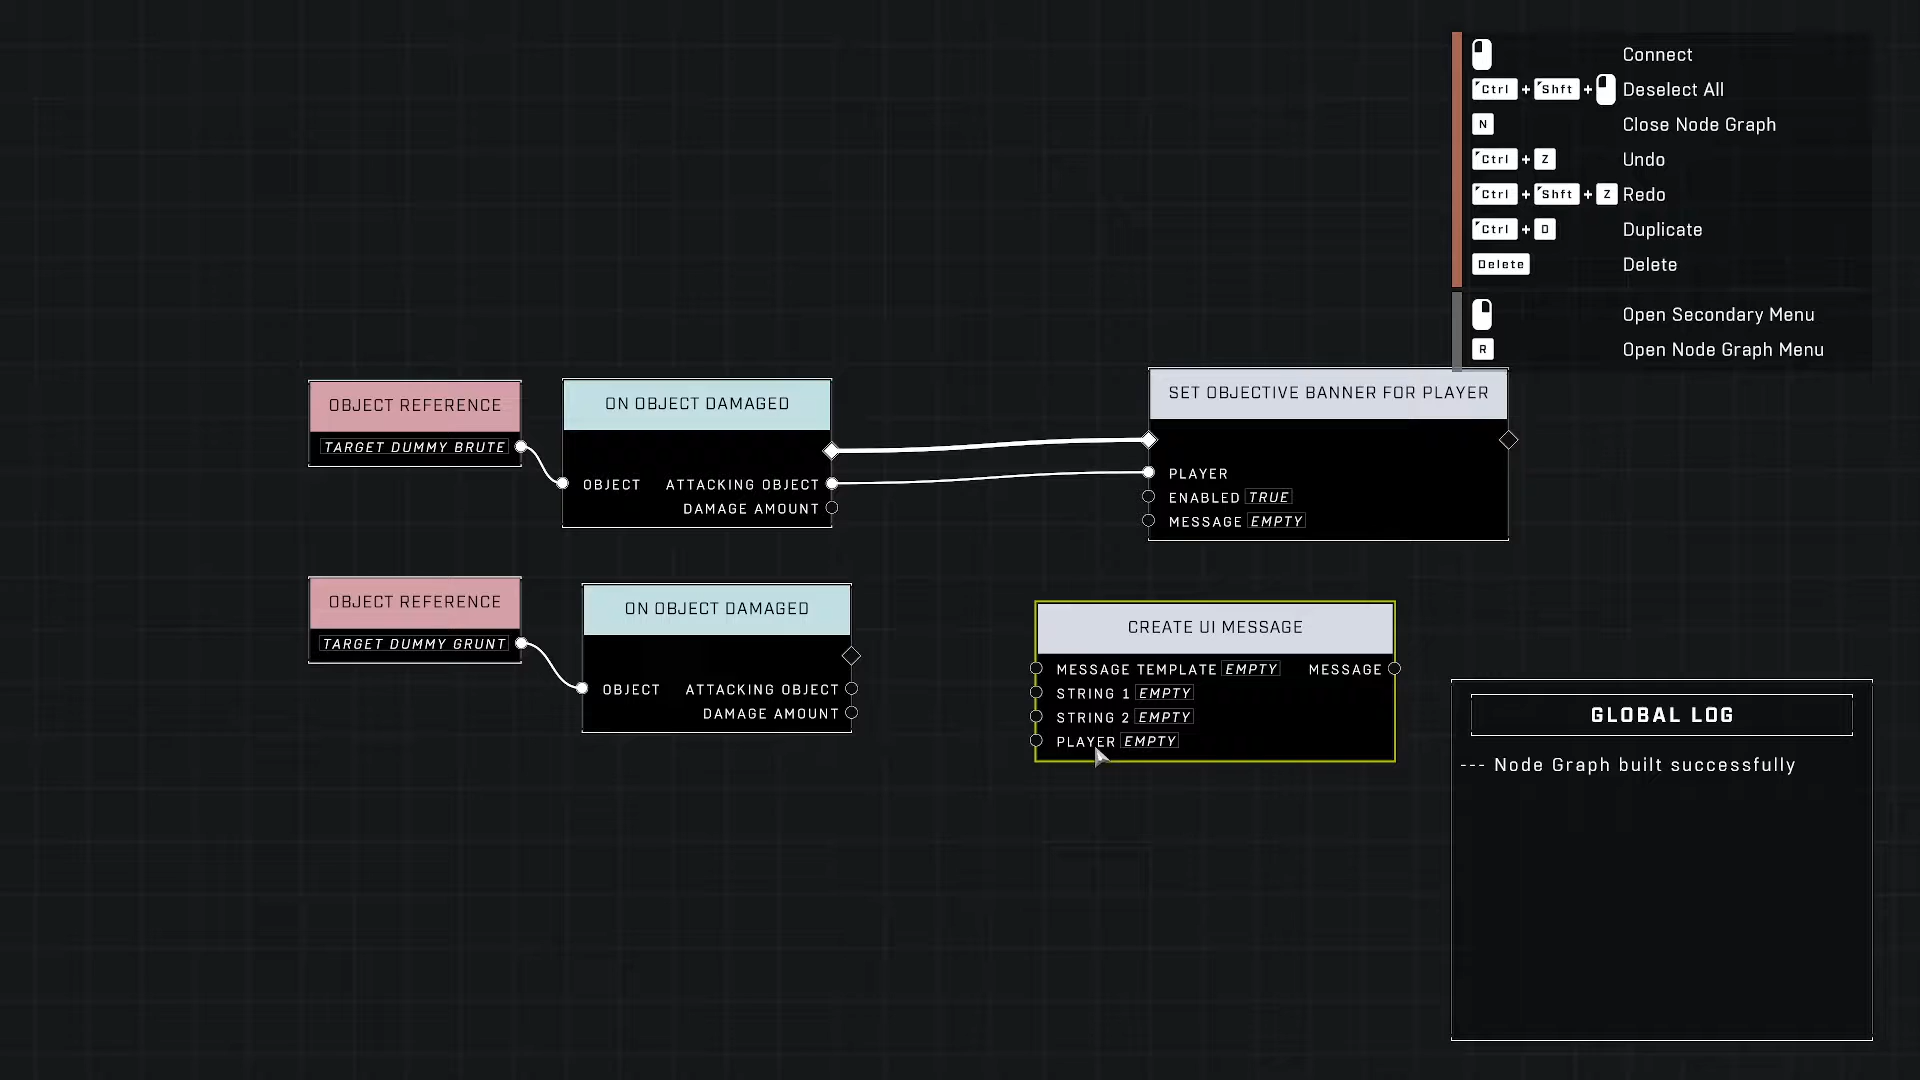 Connect
Ctrl + Shft + Deselect All
N Close Node Graph
Ctrl + Z Undo
Ctrl + Shft + Z Redo
Ctrl + D Duplicate
Delete Delete
Open Secondary Menu
R Open Node Graph Menu
OBJECT REFERENCE
TARGET DUMMY BRUTE
ON OBJECT DAMAGED
OBJECT ATTACKING OBJECT
DAMAGE AMOUNT
SET OBJECTIVE BANNER FOR PLAYER
PLAYER
ENABLED TRUE
MESSAGE EMPTY
OBJECT REFERENCE
TARGET DUMMY GRUNT
ON OBJECT DAMAGED
OBJECT ATTACKING OBJECT
DAMAGE AMOUNT
CREATE UI MESSAGE
MESSAGE TEMPLATE EMPTY MESSAGE
STRING 1 EMPTY
STRING 2 EMPTY
PLAYER EMPTY
GLOBAL LOG
--- Node Graph built successfully